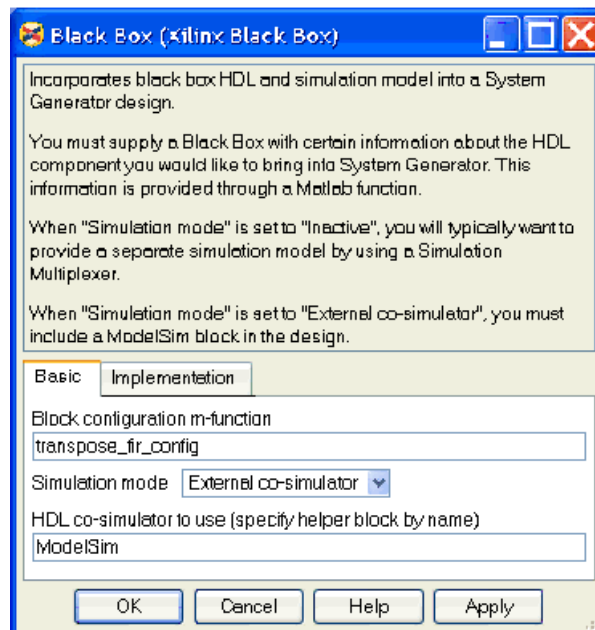 Black Box (Xilinx Black Box)
Incorporates black box HDL and simulation model into a System
Generator design.
You must supply a Black Box with certain information about the HDL
component you would like to bring into System Generator. This
information is provided through a Matlab function.
When "Simulation mode" is set to "Inactive", you will typically want to
provide a separate simulation model by using a Simulation
Multiplexer.
When "Simulation mode" is set to "External co-simulator", you must
include a ModelSim block in the design.
Basic Implementation
Block configuration m-function
transpose_fir_config
Simulation mode External co-simulator
HDL co-simulator to use (specify helper block by name)
ModelSim
OK Cancel Help Apply